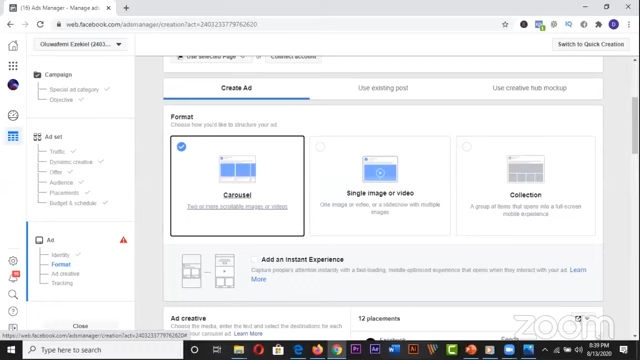 (16) Ads Manager - Manage ads
web.facebook.com/adsmanager/creation?act=2403233779762620
Oluwafemi Ezekiel (24032...
Switch to Quick Creation
Use Selected Page
or
Connect account
Campaign
Special ad category
Objective
Create Ad
Use existing post
Use creative hub mockup
Format
Choose how you'd like to structure your ad.
Ad set
Traffic
Dynamic creative
Offer
Audience
Placements
Budget & schedule
Carousel
Two or more scrollable images or videos
Single image or video
One image or video, or a slideshow with multiple
images
Collection
A group of items that opens into a full-screen
mobile experience
Ad
Identity
Format
Ad creative
Tracking
Add an Instant Experience
Capture people's attention instantly with a fast-loading, mobile-optimised experience that opens when they interact with your ad. Learn
More
Ad creative
Choose the media, enter the text and select the destinations for each
your carousel ad. Learn More
12 placements
Close
https://web.facebook.com/adsmanager/creation?act=2403233779762620#
zoom
Type here to search
8:39 PM
8/13/2020